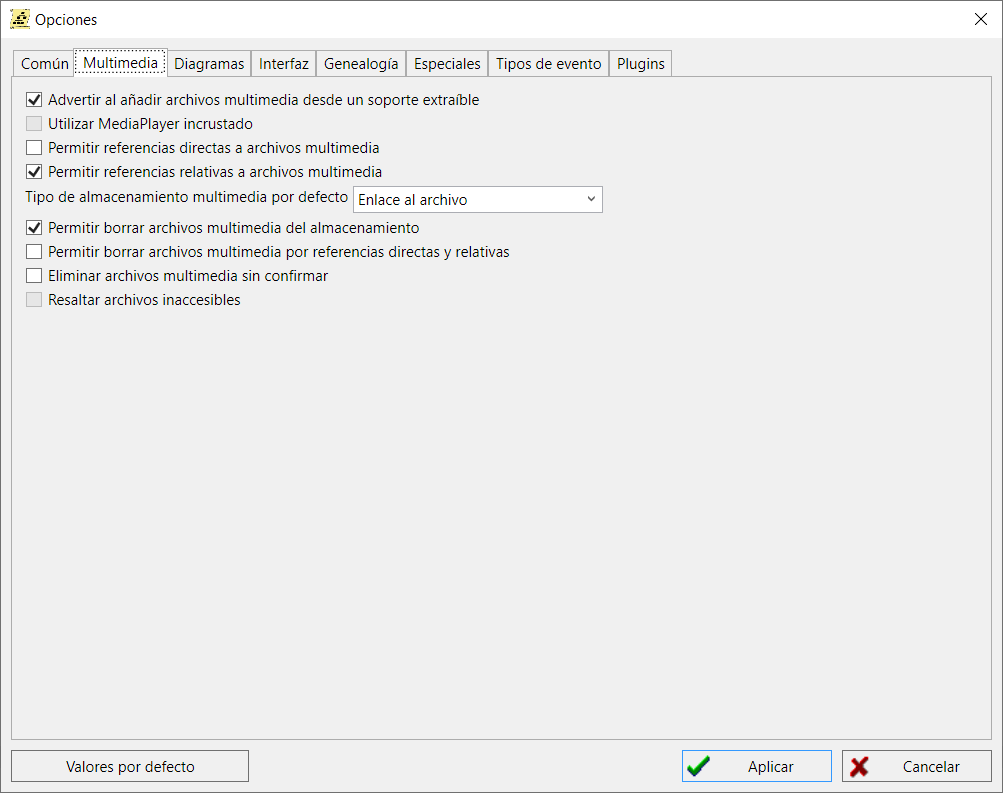 Opciones
Común Multimedia Diagramas Interfaz Genealogía Especiales Tipos de evento Plugins
Advertir al añadir archivos multimedia desde un soporte extraíble
Utilizar MediaPlayer incrustado
Permitir referencias directas a archivos multimedia
Permitir referencias relativas a archivos multimedia
Tipo de almacenamiento multimedia por defecto Enlace al archivo
Permitir borrar archivos multimedia del almacenamiento
Permitir borrar archivos multimedia por referencias directas y relativas
Eliminar archivos multimedia sin confirmar
Resaltar archivos inaccesibles
Valores por defecto Aplicar Cancelar